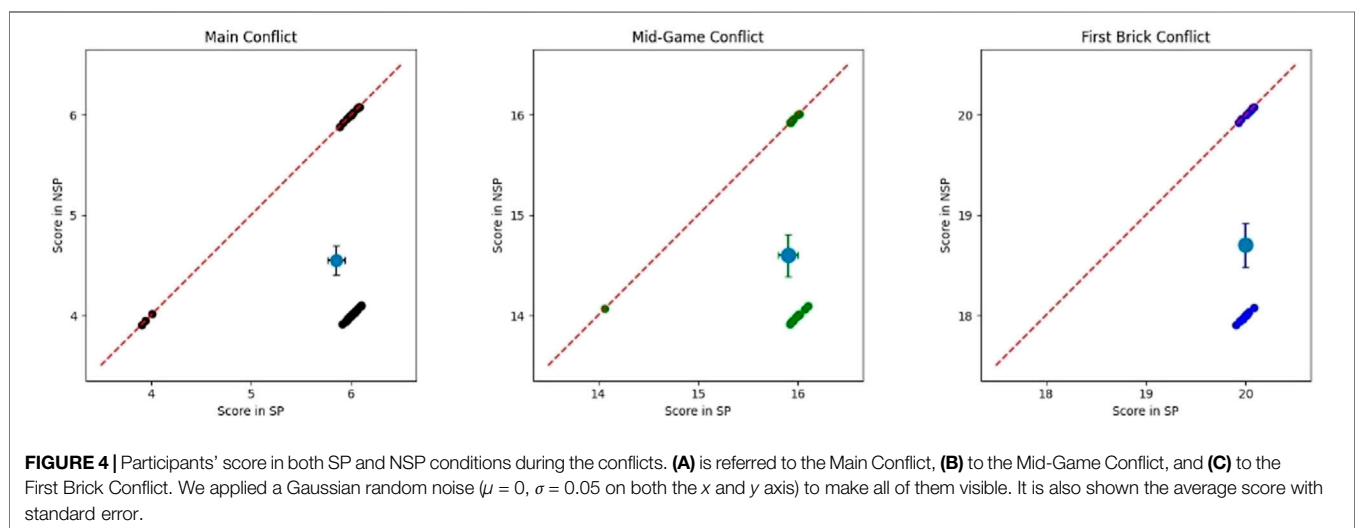 Main Conflict
Score in NSP
6
5
4
4
5
6
Score in SP
Mid-Game Conflict
Score in NSP
16
15
14
14
15
16
Score in SP
First Brick Conflict
Score in NSP
20
19
18
18
19
20
Score in SP
FIGURE 4 | Participants’ score in both SP and NSP conditions during the conflicts. (A) is referred to the Main Conflict, (B) to the Mid-Game Conflict, and (C) to the
First Brick Conflict. We applied a Gaussian random noise (μ = 0, σ = 0.05 on both the x and y axis) to make all of them visible. It is also shown the average score with
standard error.